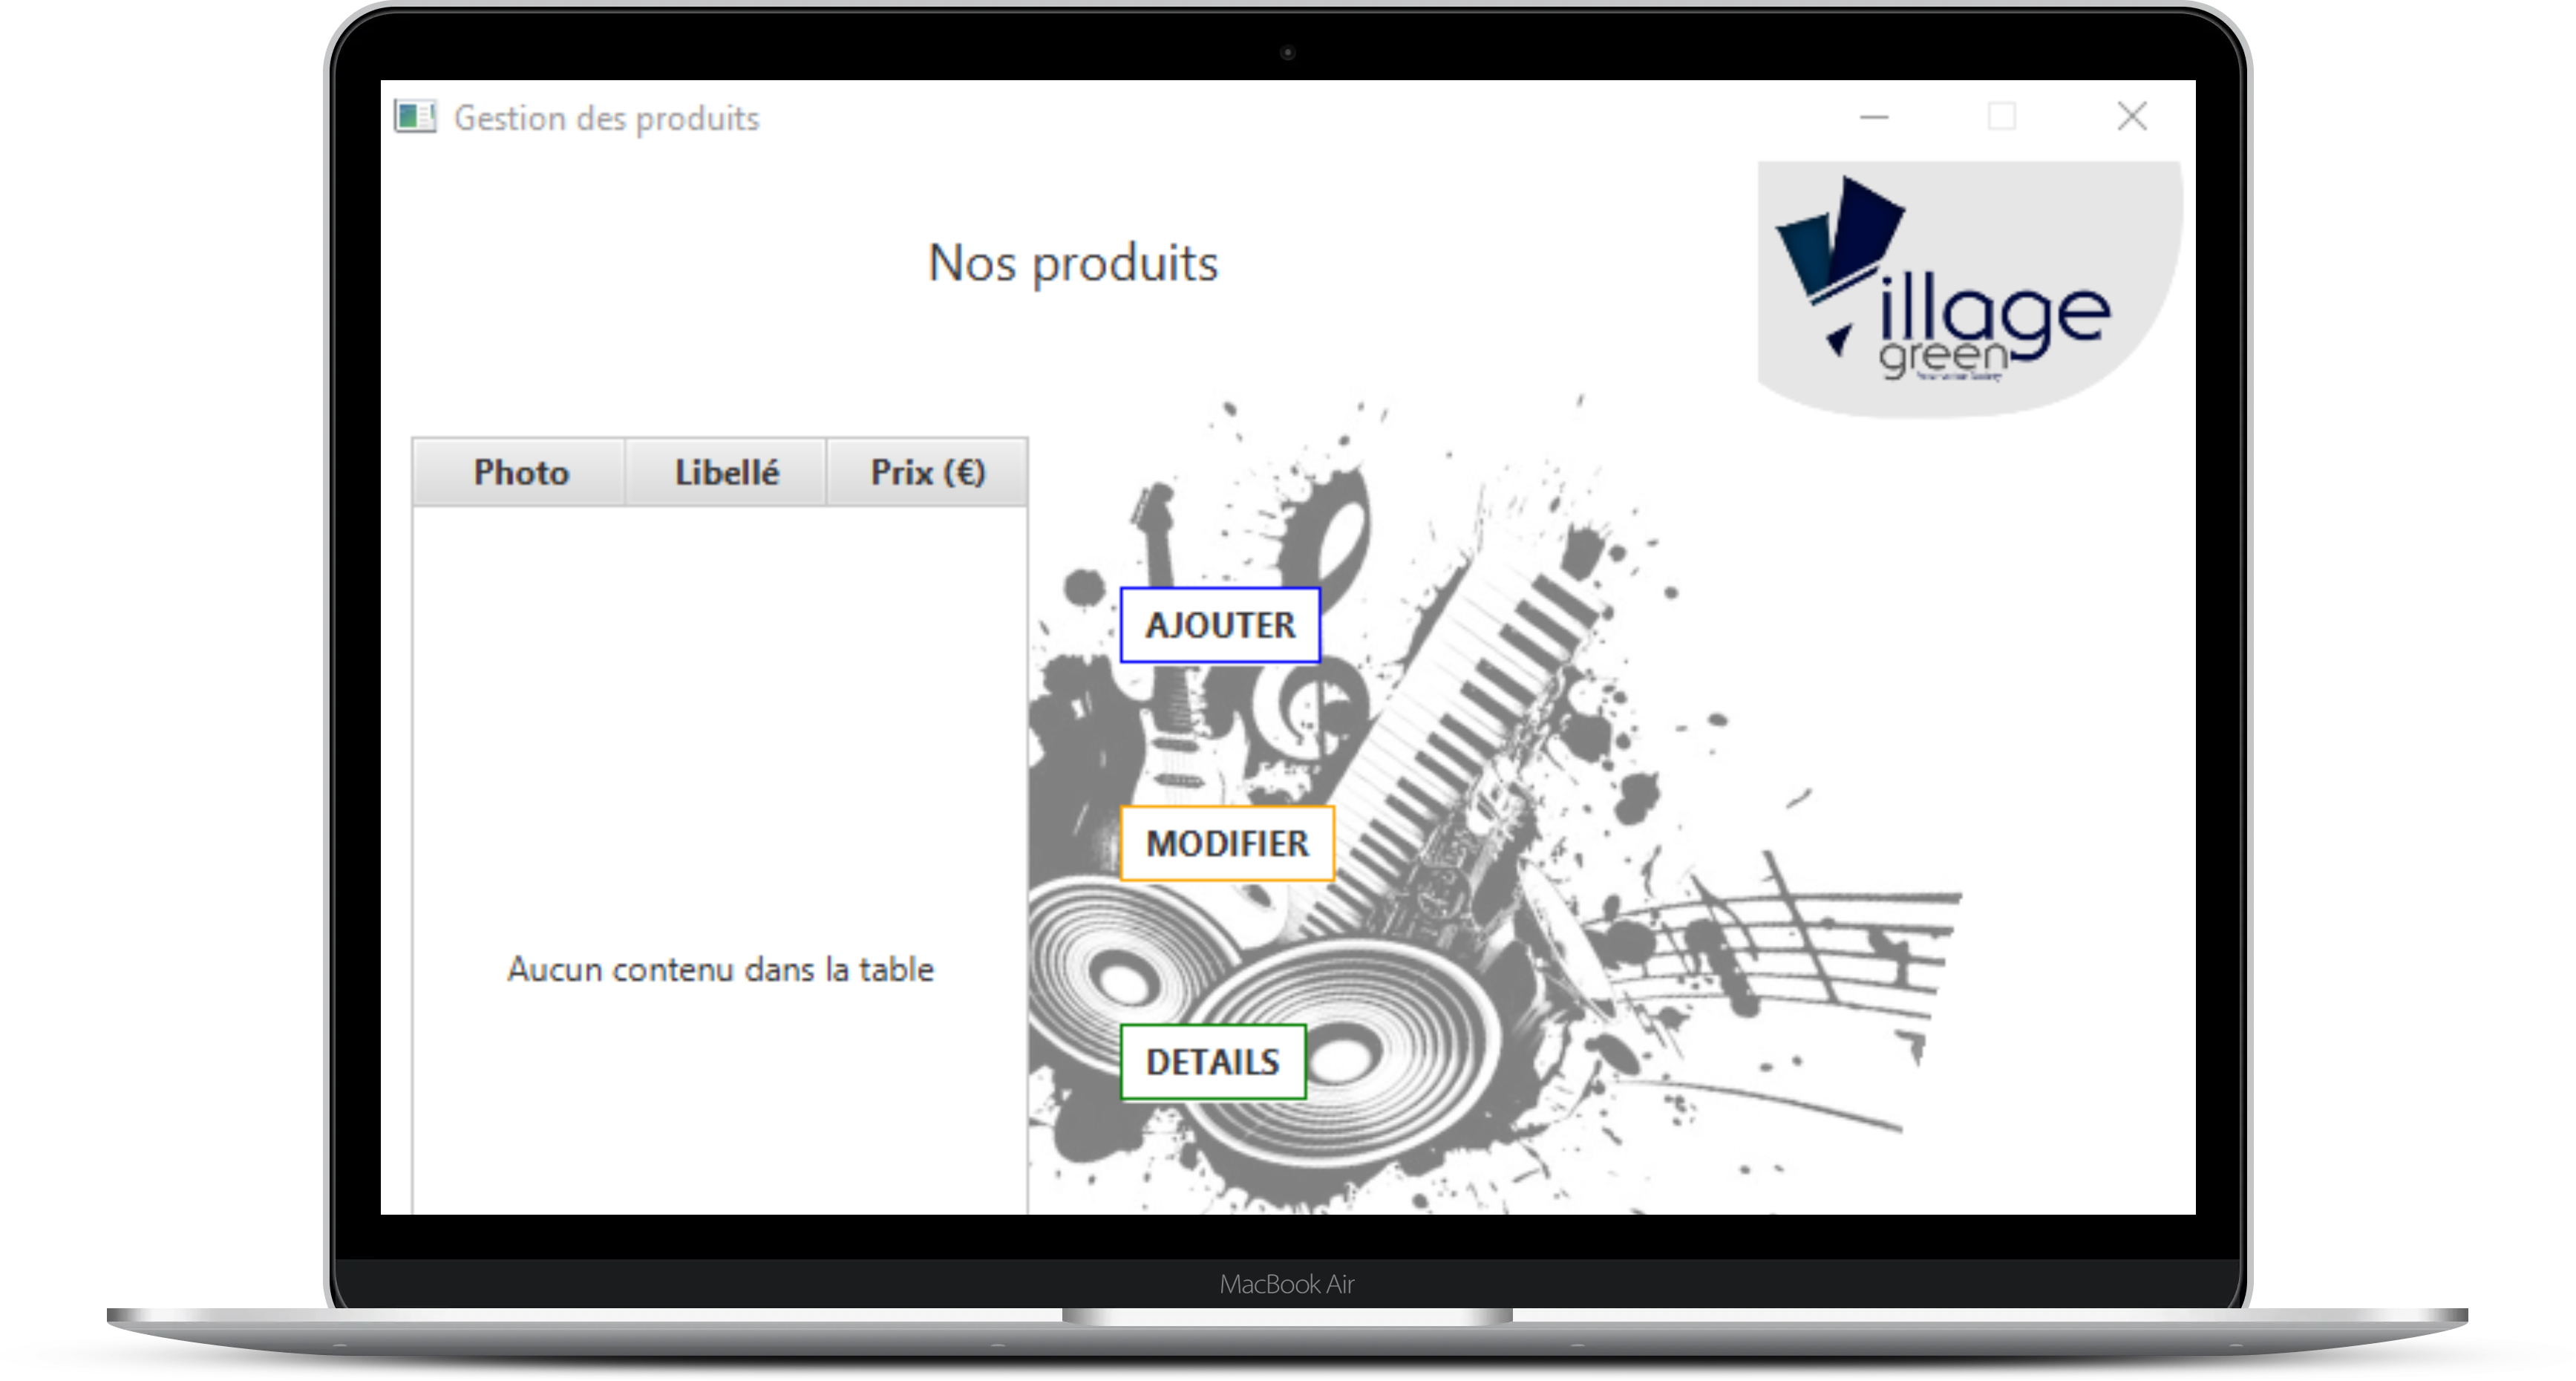 Gestion des produits
Nos produits
illage
green
Photo Libellé Prix (€)
AJOUTER
MODIFIER
Aucun contenu dans la table
DETAILS
MacBook Air